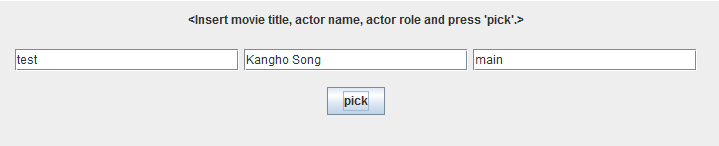 <Insert movie title, actor name, actor role and press 'pick'.>
test Kangho Song main
pick